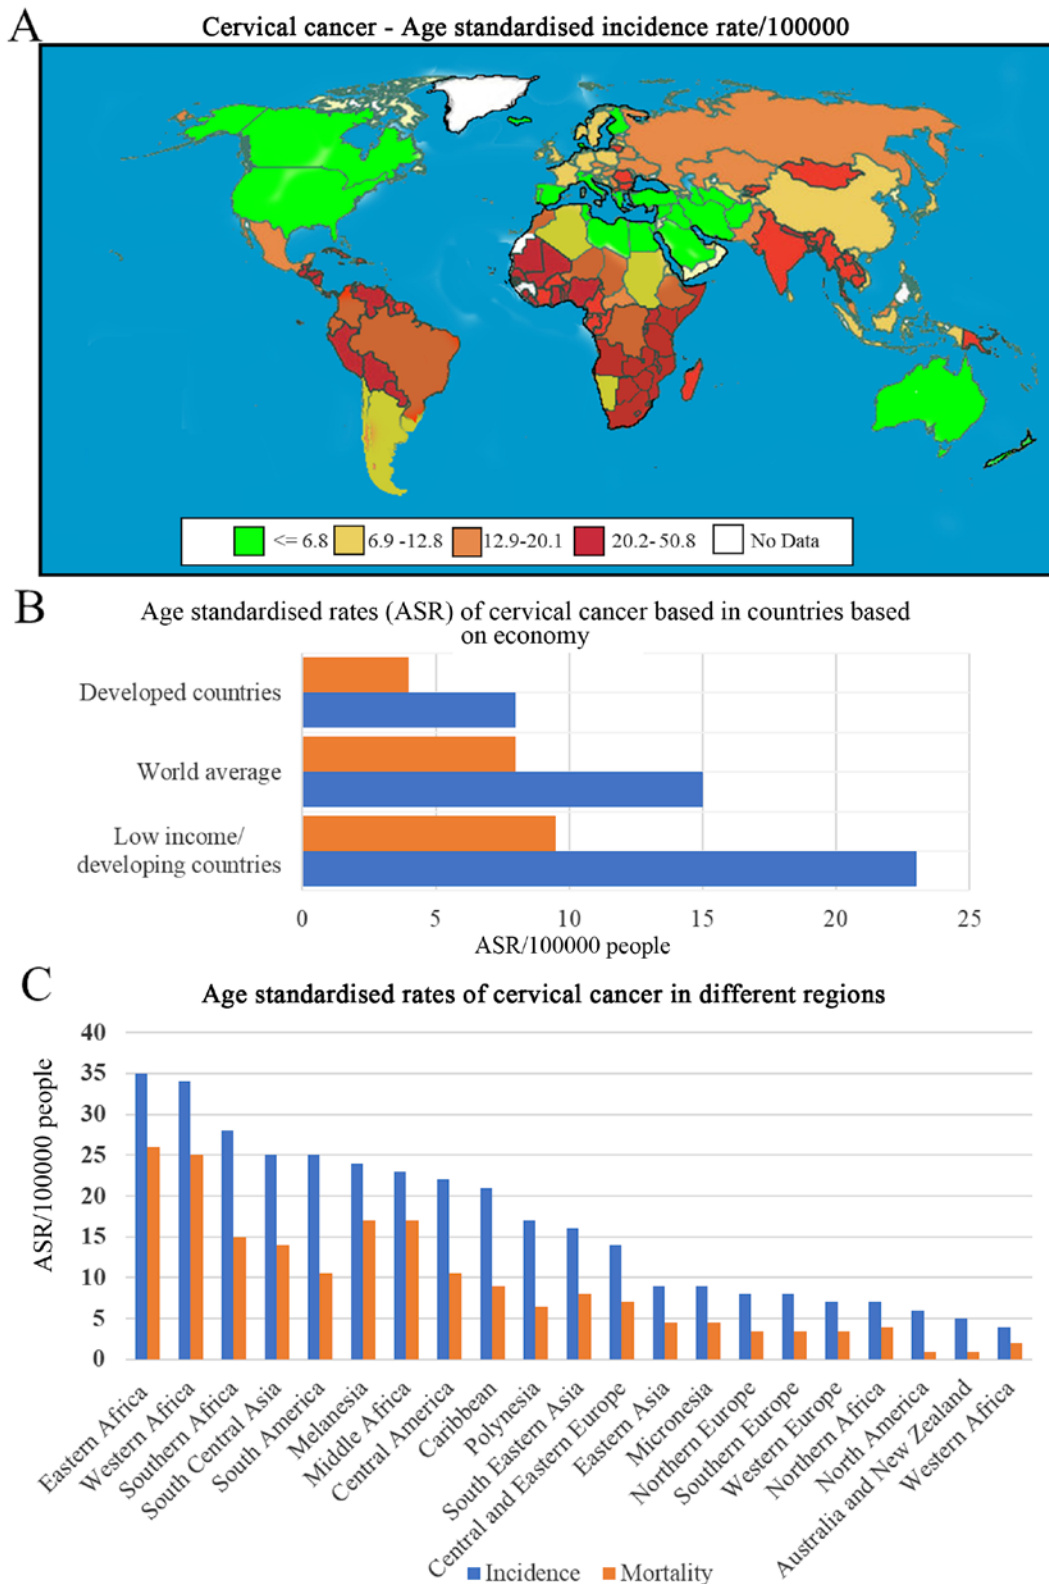 A
Cervical cancer - Age standardised incidence rate/100000
<= 6.8
6.9 -12.8
12.9-20.1
20.2- 50.8
No Data
B
Age standardised rates (ASR) of cervical cancer based in countries based
on economy
Developed countries
World average
Low income/
developing countries
0 5 10 15 20 25
ASR/100000 people
C
Age standardised rates of cervical cancer in different regions
ASR/100000 people
40
35
30
25
20
15
10
5
0
Eastern Africa
Western Africa
Southern Africa
South Central Asia
South America
Melanesia
Middle Africa
Central America
Caribbean
Polynesia
South Eastern Asia
Central and Eastern Europe
Eastern Asia
Micronesia
Northern Europe
Southern Europe
Western Europe
Northern Africa
North America
Australia and New Zealand
Western Africa
Incidence
Mortality